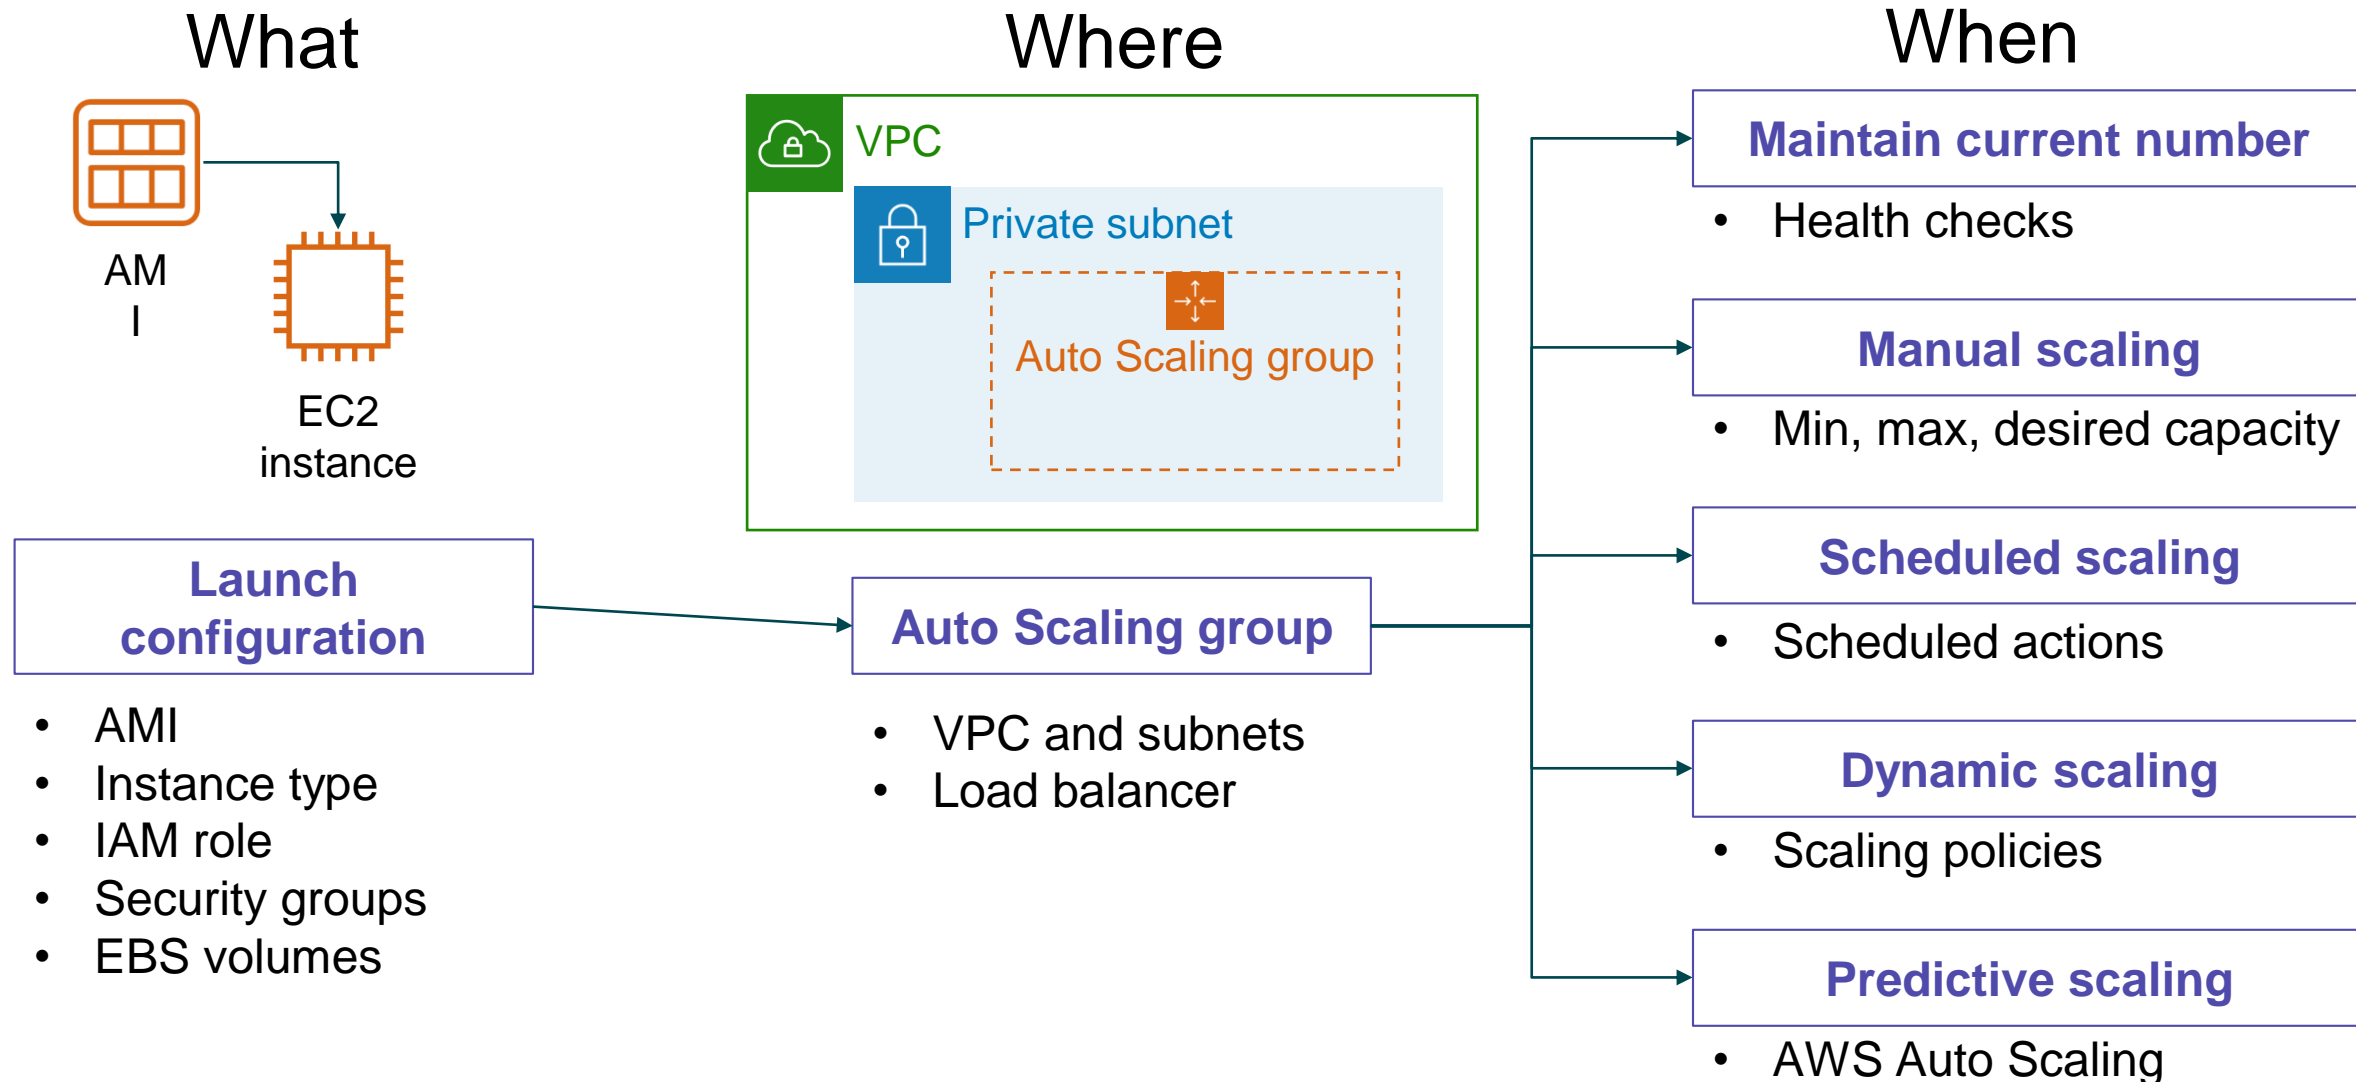 What
AM
I
EC2
instance
Launch
configuration
• AMI
• Instance type
• IAM role
• Security groups
• EBS volumes
Where
VPC
Private subnet
Auto Scaling group
Auto Scaling group
• VPC and subnets
• Load balancer
When
Maintain current number
• Health checks
Manual scaling
• Min, max, desired capacity
Scheduled scaling
• Scheduled actions
Dynamic scaling
• Scaling policies
Predictive scaling
• AWS Auto Scaling